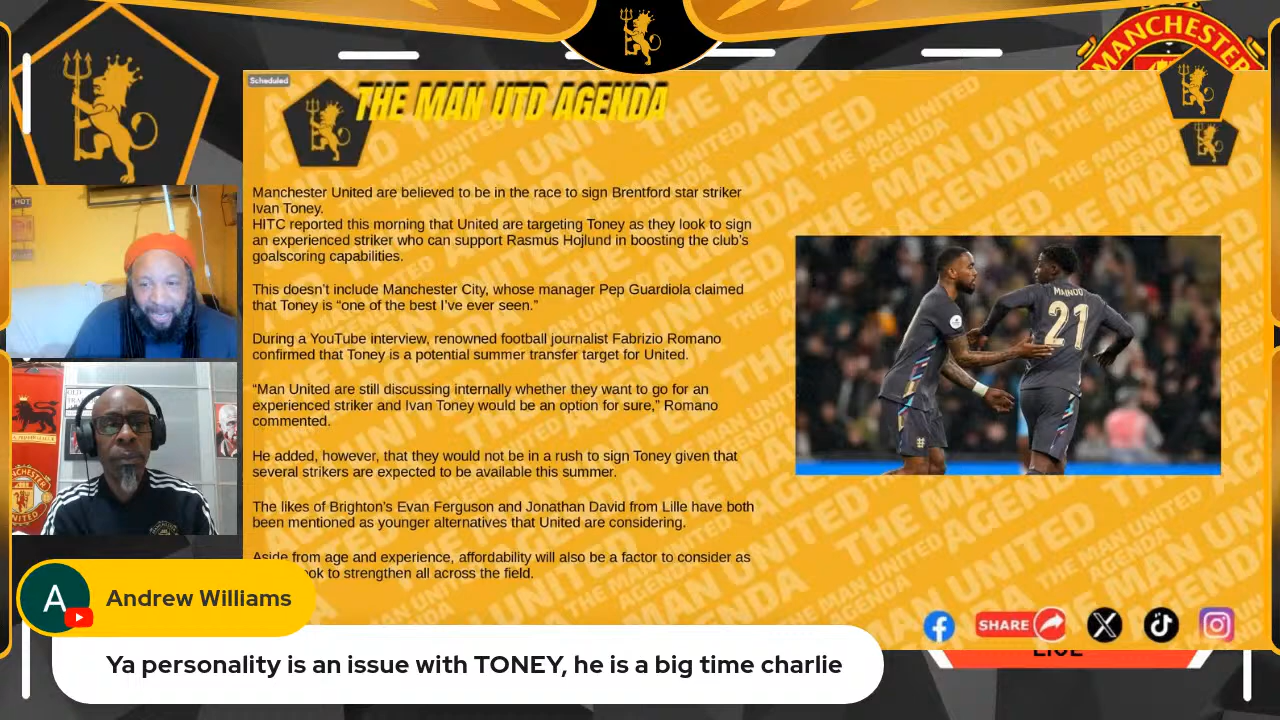 MANCHESTER
Scheduled
THE MAN UTD AGENDA
Manchester United are believed to be in the race to sign Brentford star striker
Ivan Toney.
HITC reported this morning that United are targeting Toney as they look to sign
an experienced striker who can support Rasmus Hojlund in boosting the club's
goalscoring capabilities.
This doesn't include Manchester City, whose manager Pep Guardiola claimed
that Toney is “one of the best I've ever seen.”
During a YouTube interview, renowned football journalist Fabrizio Romano
confirmed that Toney is a potential summer transfer target for United.
“Man United are still discussing internally whether they want to go for an
experienced striker and Ivan Toney would be an option for sure,” Romano
commented.
He added, however, that they would not be in a rush to sign Toney given that
several strikers are expected to be available this summer.
The likes of Brighton's Evan Ferguson and Jonathan David from Lille have both
been mentioned as younger alternatives that United are considering.
Aside from age and experience, affordability will also be a factor to consider as
to strengthen all across the field.
MAINOO
21
SHARE
LIVE
A
Andrew Williams
Ya personality is an issue with TONEY, he is a big time charlie